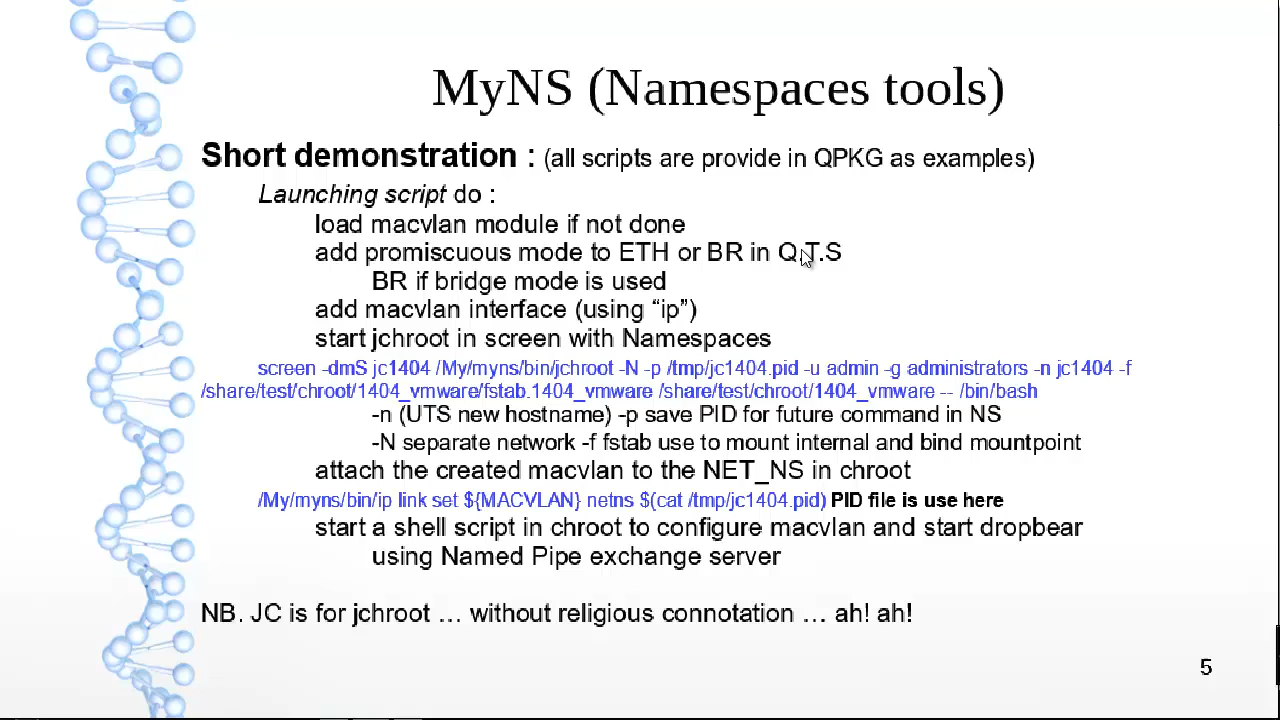 MyNS (Namespaces tools)
Short demonstration : (all scripts are provide in QPKG as examples)
Launching script do :
load macvlan module if not done
add promiscuous mode to ETH or BR in Q.T.S
BR if bridge mode is used
add macvlan interface (using “ip”)
start jchroot in screen with Namespaces
screen -dmS jc1404 /My/myns/bin/jchroot -N -p /tmp/jc1404.pid -u admin -g administrators -n jc1404 -f
/share/test/chroot/1404_vmware/fstab.1404_vmware /share/test/chroot/1404_vmware -- /bin/bash
-n (UTS new hostname) -p save PID for future command in NS
-N separate network -f fstab use to mount internal and bind mountpoint
attach the created macvlan to the NET_NS in chroot
/My/myns/bin/ip link set ${MACVLAN} netns $(cat /tmp/jc1404.pid) PID file is use here
start a shell script in chroot to configure macvlan and start dropbear
using Named Pipe exchange server
NB. JC is for jchroot … without religious connotation … ah! ah!
5